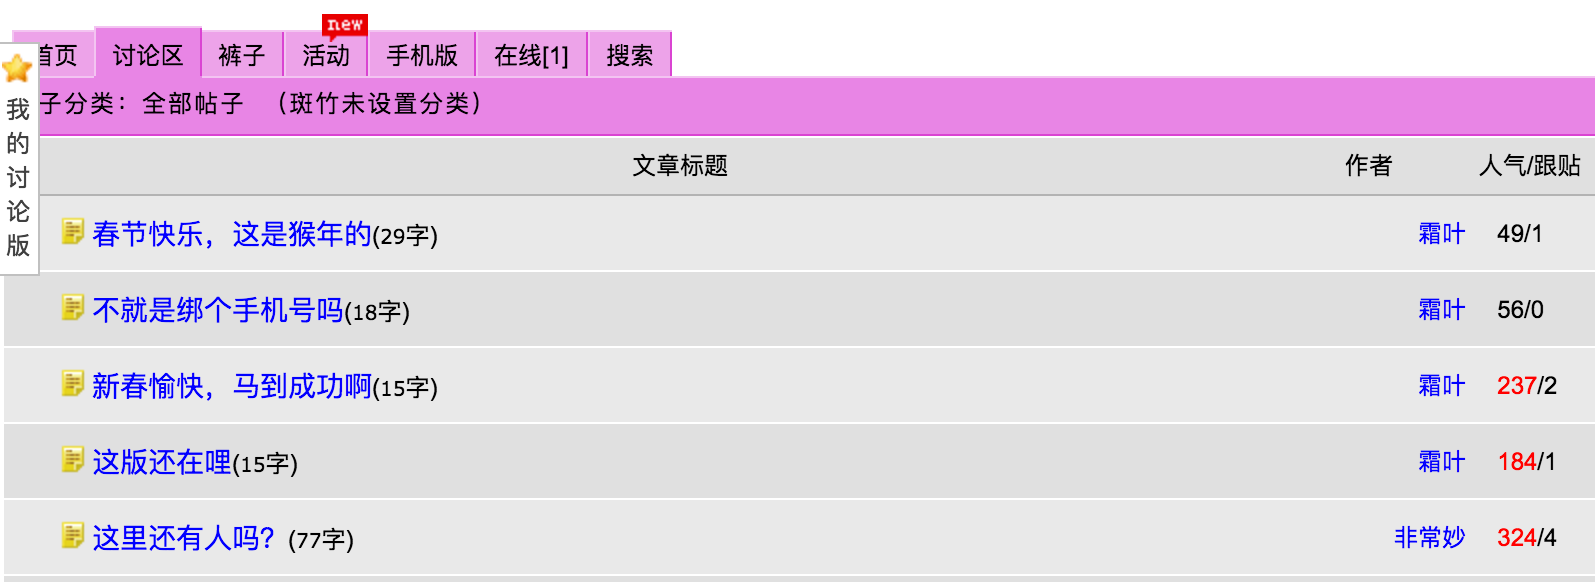 new
首页 讨论区 裤子 活动 手机版 在线[1] 搜索
子分类：全部帖子 （斑竹未设置分类）
我的讨论版
文章标题 作者 人气/跟贴
春节快乐，这是猴年的(29字) 霜叶 49/1
不就是绑个手机号吗(18字) 霜叶 56/0
新春愉快，马到成功啊(15字) 霜叶 237/2
这版还在哩(15字) 霜叶 184/1
这里还有人吗？(77字) 非常妙 324/4